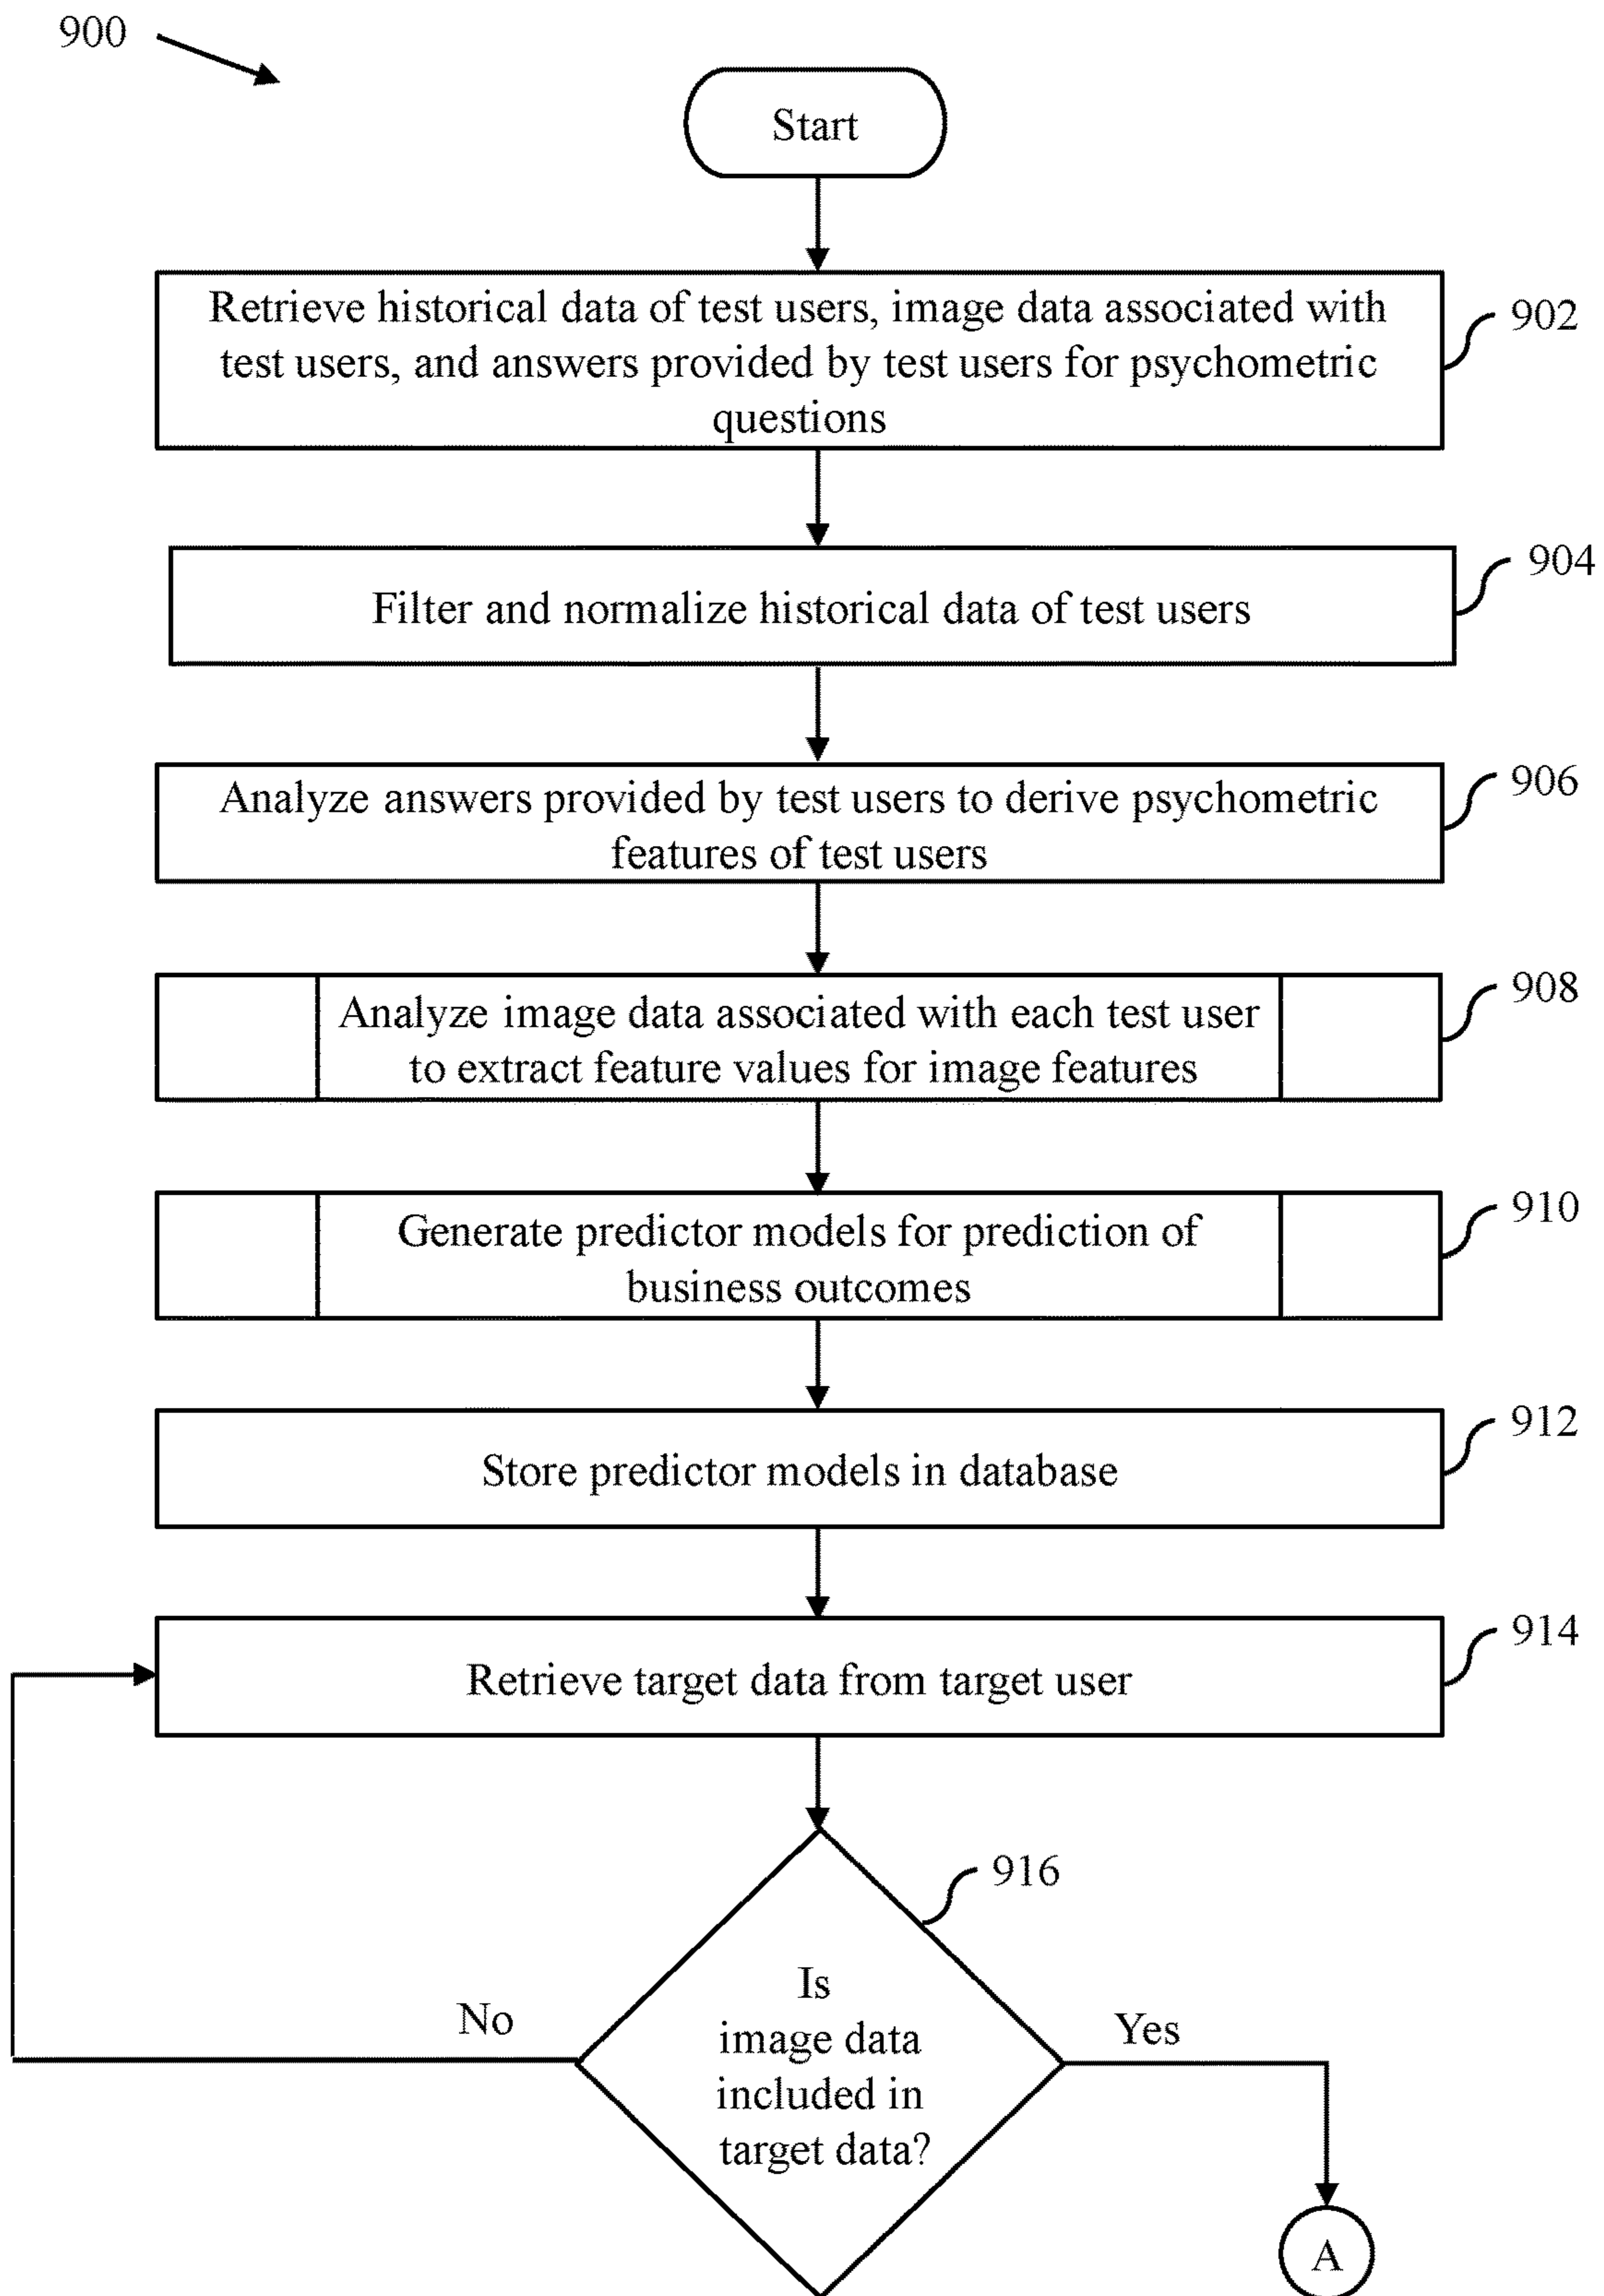 900
Start
Retrieve historical data of test users, image data associated with
test users, and answers provided by test users for psychometric
questions
902
Filter and normalize historical data of test users
904
Analyze answers provided by test users to derive psychometric
features of test users
906
Analyze image data associated with each test user
to extract feature values for image features
908
Generate predictor models for prediction of
business outcomes
910
Store predictor models in database
912
Retrieve target data from target user
914
916
Is
image data
included in
target data?
No
Yes
A